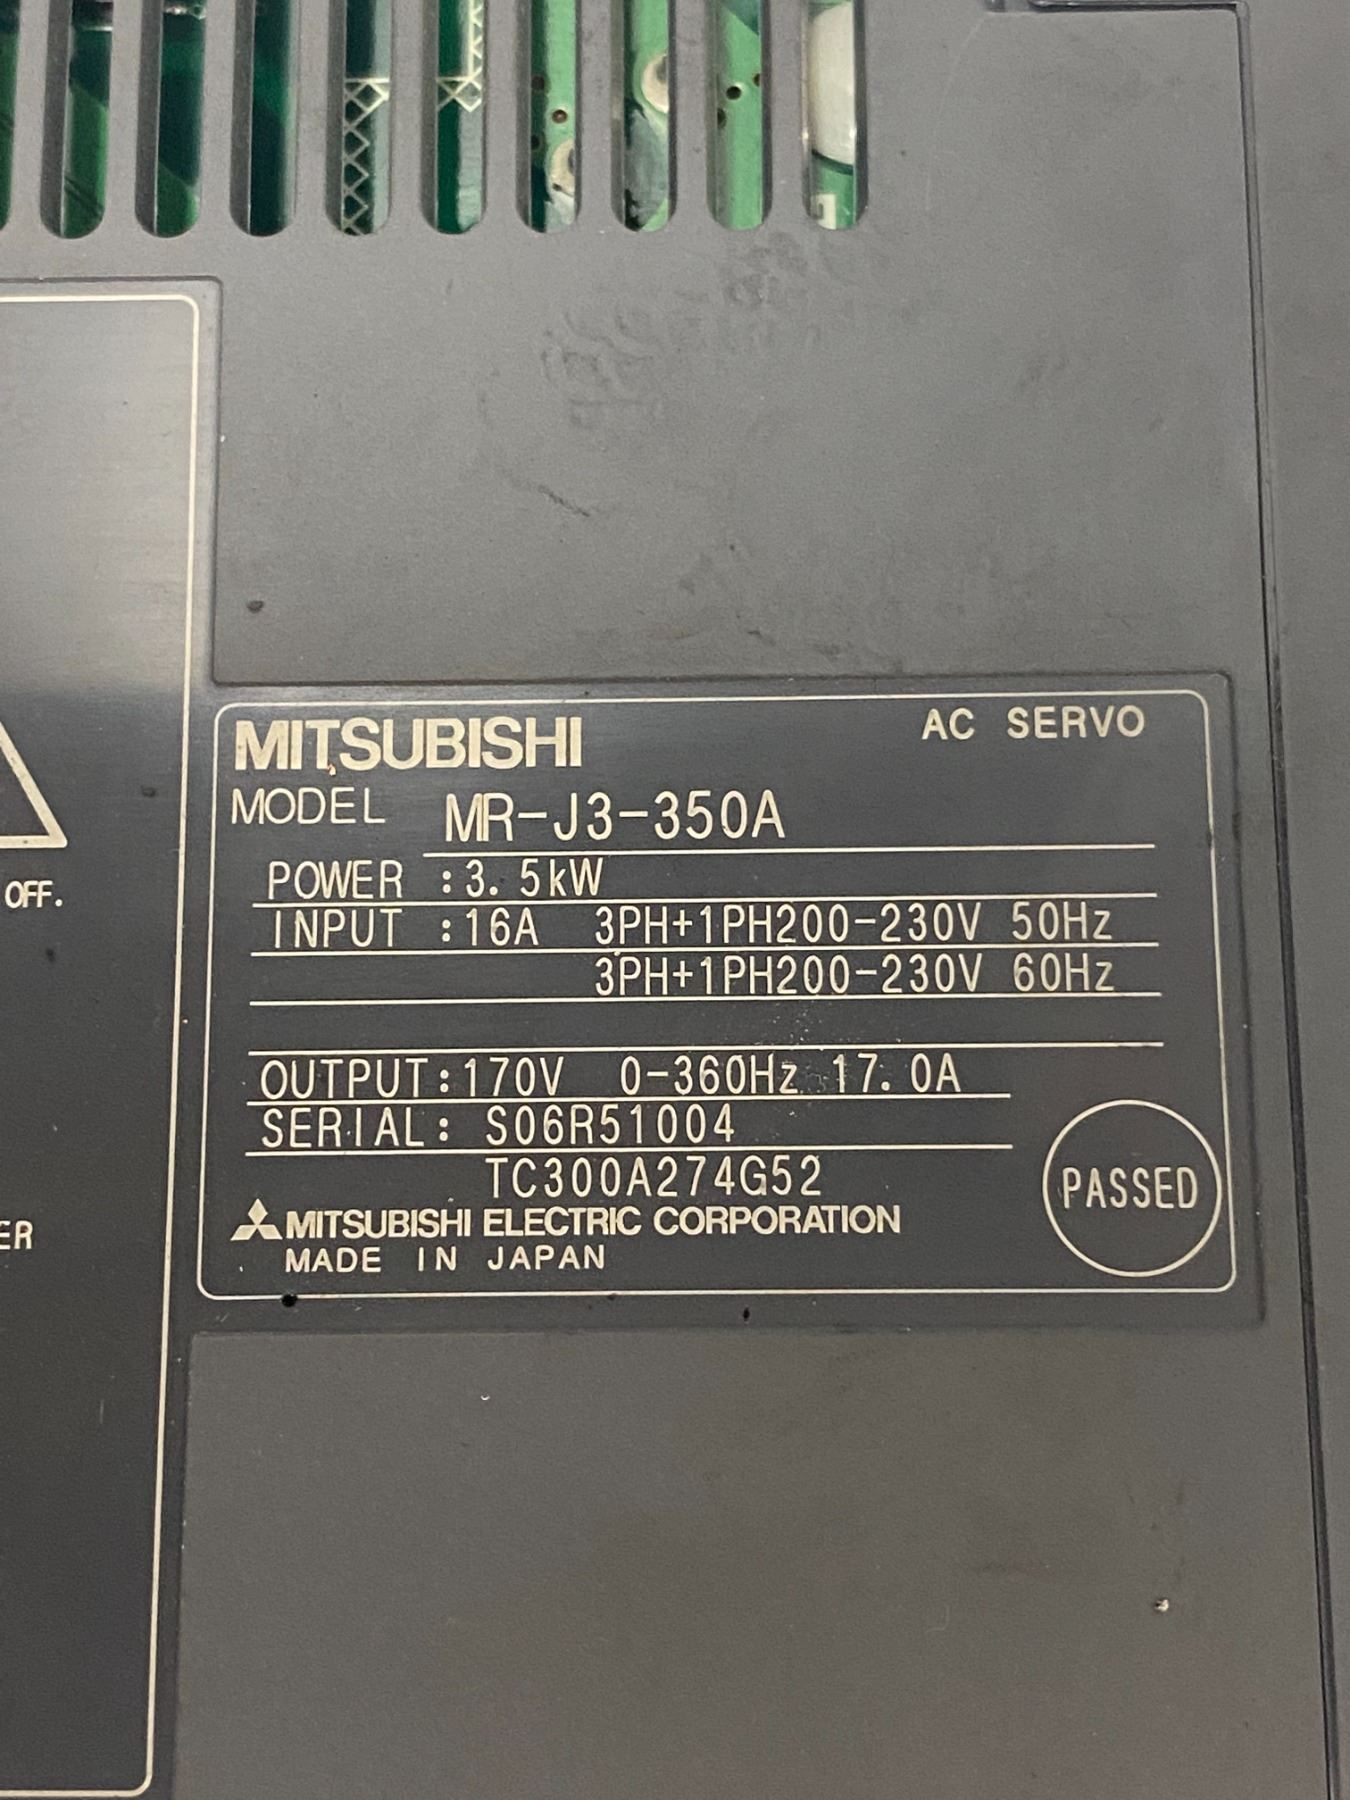 OFF.
ER
MITSUBISHI
AC SERVO
MODEL MR-J3-350A
POWER :3.5kW
INPUT :16A 3PH+1PH200-230V 50Hz
3PH+1PH200-230V 60Hz
OUTPUT:170V 0-360Hz 17.0A
SERIAL: S06R51004
TC300A274G52
MITSUBISHI ELECTRIC CORPORATION
MADE IN JAPAN
PASSED